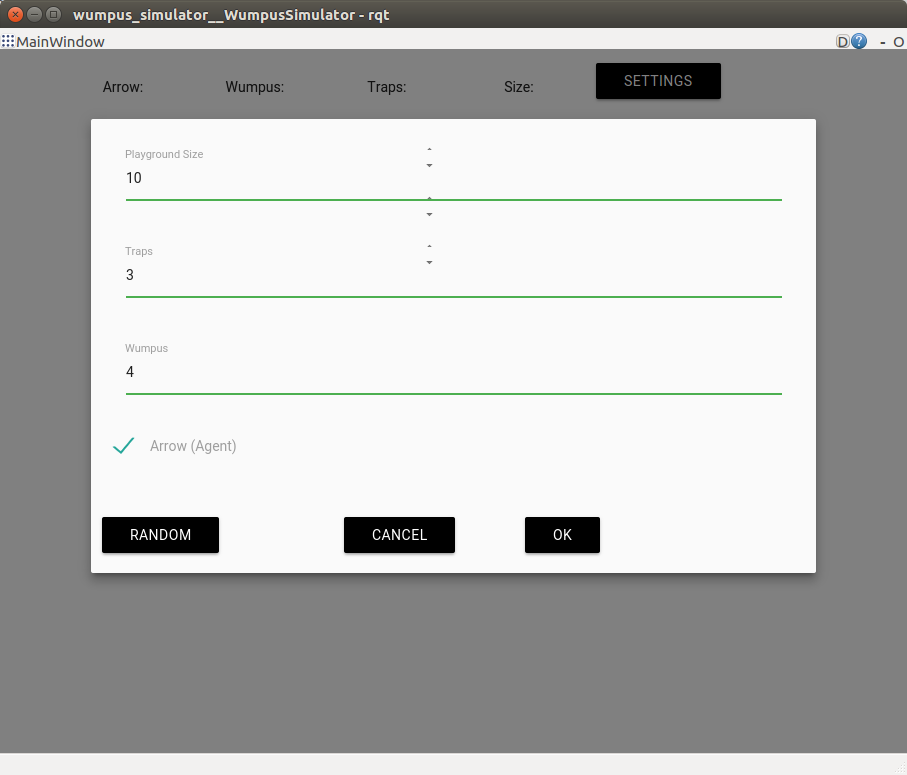 wumpus_simulator__WumpusSimulator - rqt
MainWindow D ? - O
Arrow: Wumpus: Traps: Size: SETTINGS
Playground Size
10
Traps
3
Wumpus
4
Arrow (Agent)
RANDOM CANCEL OK